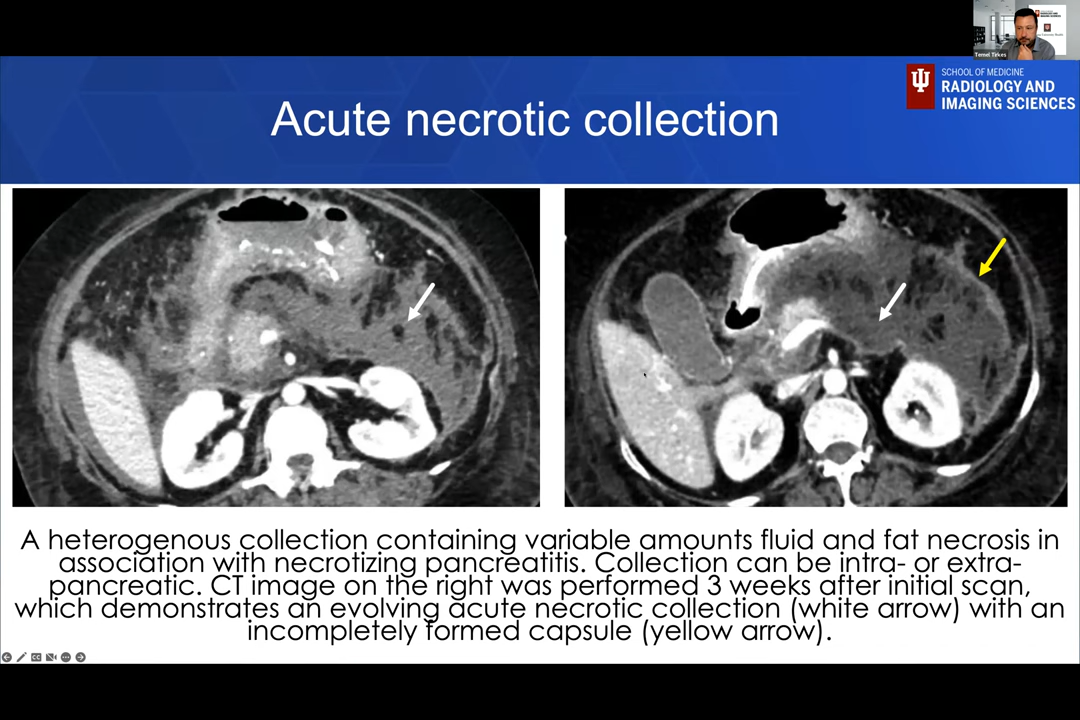 Temel Tirkes
SCHOOL OF MEDICINE
RADIOLOGY AND
IMAGING SCIENCES
Acute necrotic collection
A heterogenous collection containing variable amounts fluid and fat necrosis in
association with necrotizing pancreatitis. Collection can be intra- or extra-
pancreatic. CT image on the right was performed 3 weeks after initial scan,
which demonstrates an evolving acute necrotic collection (white arrow) with an
incompletely formed capsule (yellow arrow).